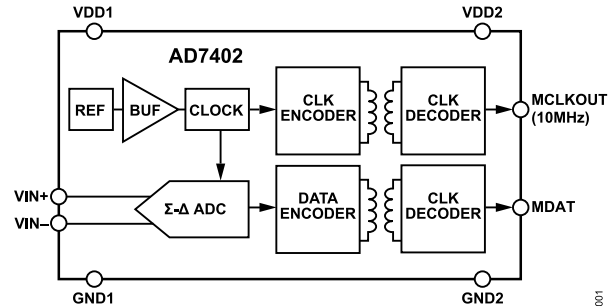 VDD1
VDD2
AD7402
REF
BUF
CLOCK
CLK
ENCODER
CLK
DECODER
MCLKOUT
(10MHz)
VIN+
VIN–
Σ-Δ ADC
DATA
ENCODER
CLK
DECODER
MDAT
GND1
GND2
001